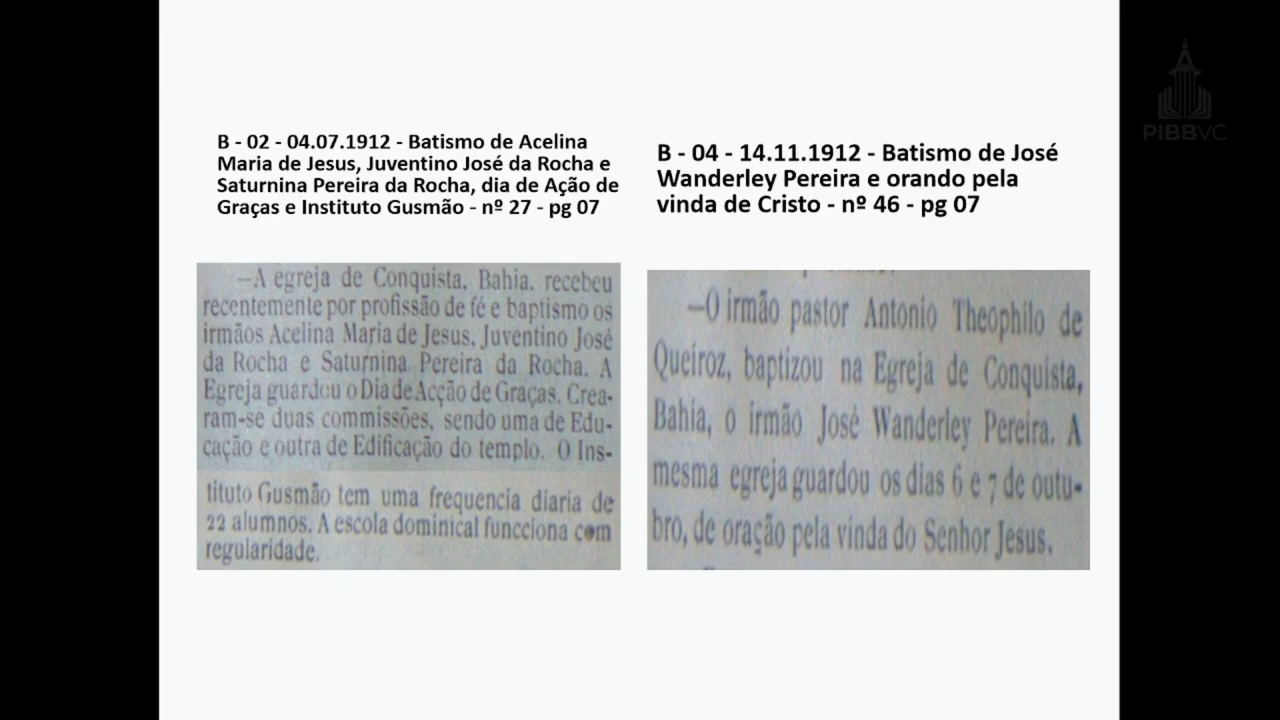 B - 02 - 04.07.1912 - Batismo de Acelina
Maria de Jesus, Juventino José da Rocha e
Saturnina Pereira da Rocha, dia de Ação de
Graças e Instituto Gusmão - nº 27 - pg 07
—A egreja de Conquista, Bahia, recebeu
recentemente por profissão de fé e baptismo os
irmãos Acelina Maria de Jesus, Juventino José
da Rocha e Saturnina Pereira da Rocha. A
Egreja guardou o Dia de Acção de Graças. Crea-
ram-se duas commissões, sendo uma de Edu-
cação e outra de Edificação do templo. O Ins-
tituto Gusmão tem uma frequencia diaria de
22 alumnos. A escola dominical funcciona com
regularidade.
B - 04 - 14.11.1912 - Batismo de José
Wanderley Pereira e orando pela
vinda de Cristo - nº 46 - pg 07
—O irmão pastor Antonio Theophilo de
Queiroz, baptizou na Egreja de Conquista,
Bahia, o irmão José Wanderley Pereira. A
mesma egreja guardou os dias 6 e 7 de outu-
bro, de oração pela vinda do Senhor Jesus.
PIBBVC